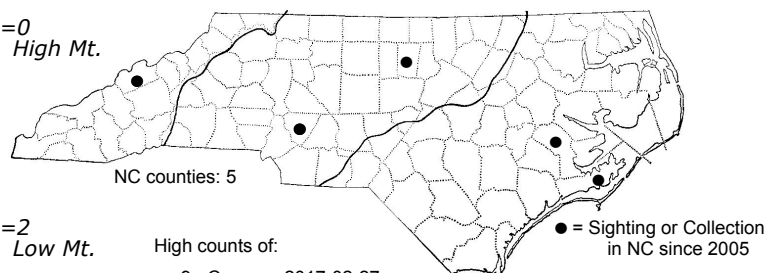 =0
High Mt.
NC counties: 5
=2
Low Mt.
High counts of:
● = Sighting or Collection
in NC since 2005